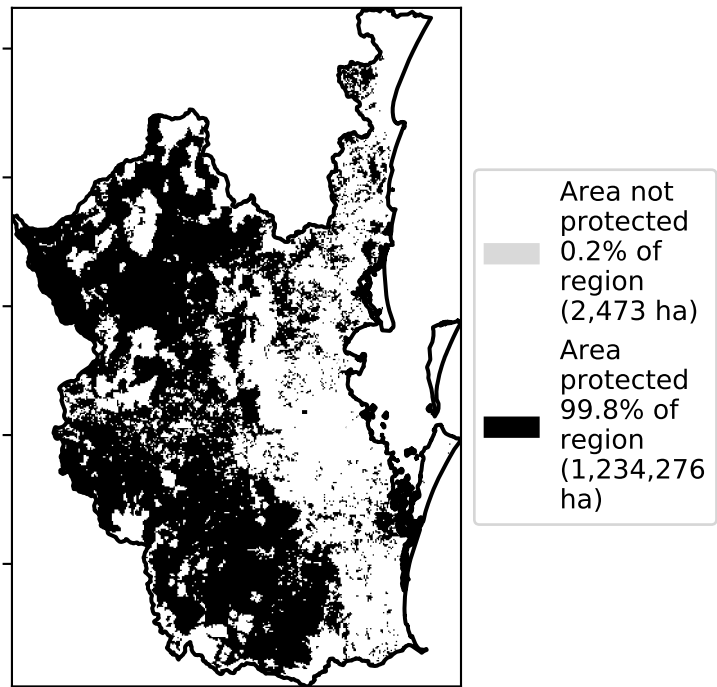 Area not
protected
0.2% of
region
(2,473 ha)
Area
protected
99.8% of
region
(1,234,276
ha)